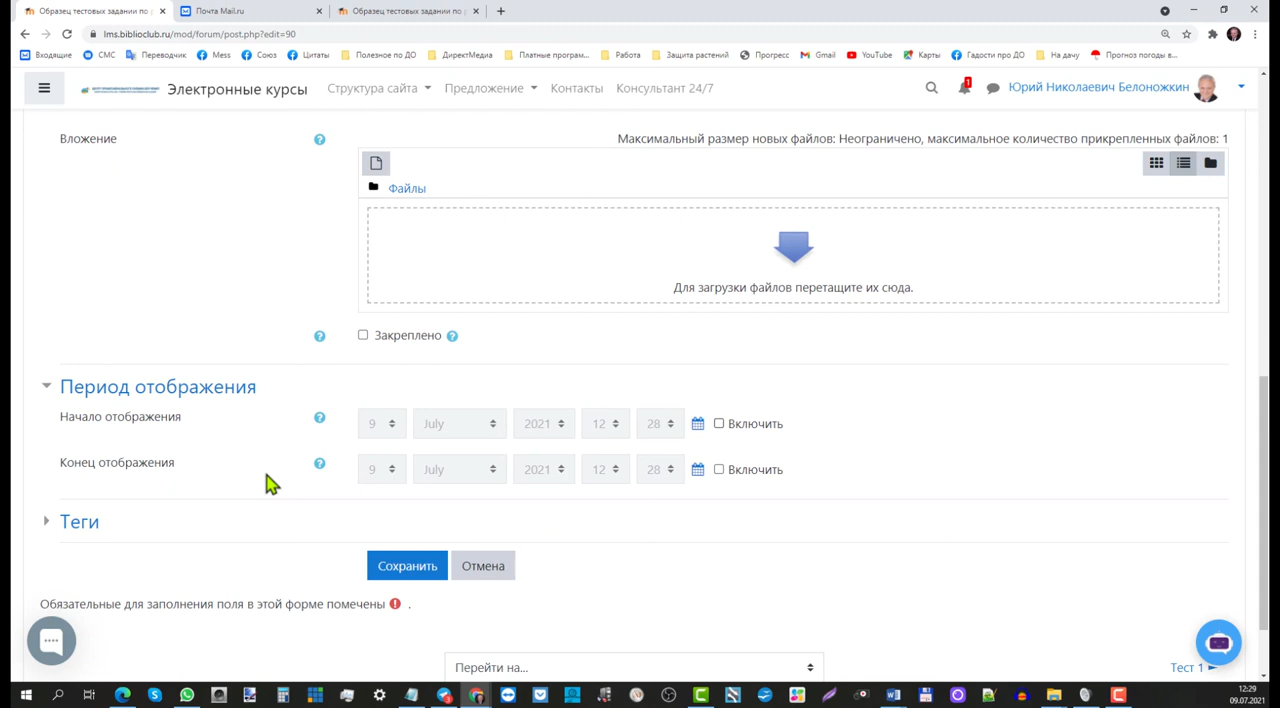 Образец тестовых задании по р
Почта Mail.ru
Образец тестовых задании по р
lms.biblioclub.ru/mod/forum/post.php?edit=90
Входящие СМС Переводчик Mess Союз Цитаты Полезное по ДО ДиректМедиа Платные програм... Работа Защита растений Прогресс Gmail YouTube Карты Гадости про ДО На дачу Прогноз погоды в...
Электронные курсы Структура сайта Предложение Контакты Консультант 24/7 1 Юрий Николаевич Белоножкин
Вложение Максимальный размер новых файлов: Неограничено, максимальное количество прикрепленных файлов: 1
Файлы
Для загрузки файлов перетащите их сюда.
Закреплено
Период отображения
Начало отображения 9 July 2021 12 28 Включить
Конец отображения 9 July 2021 12 28 Включить
Теги
Сохранить Отмена
Обязательные для заполнения поля в этой форме помечены .
Перейти на... Тест 1
12:29
09.07.2021